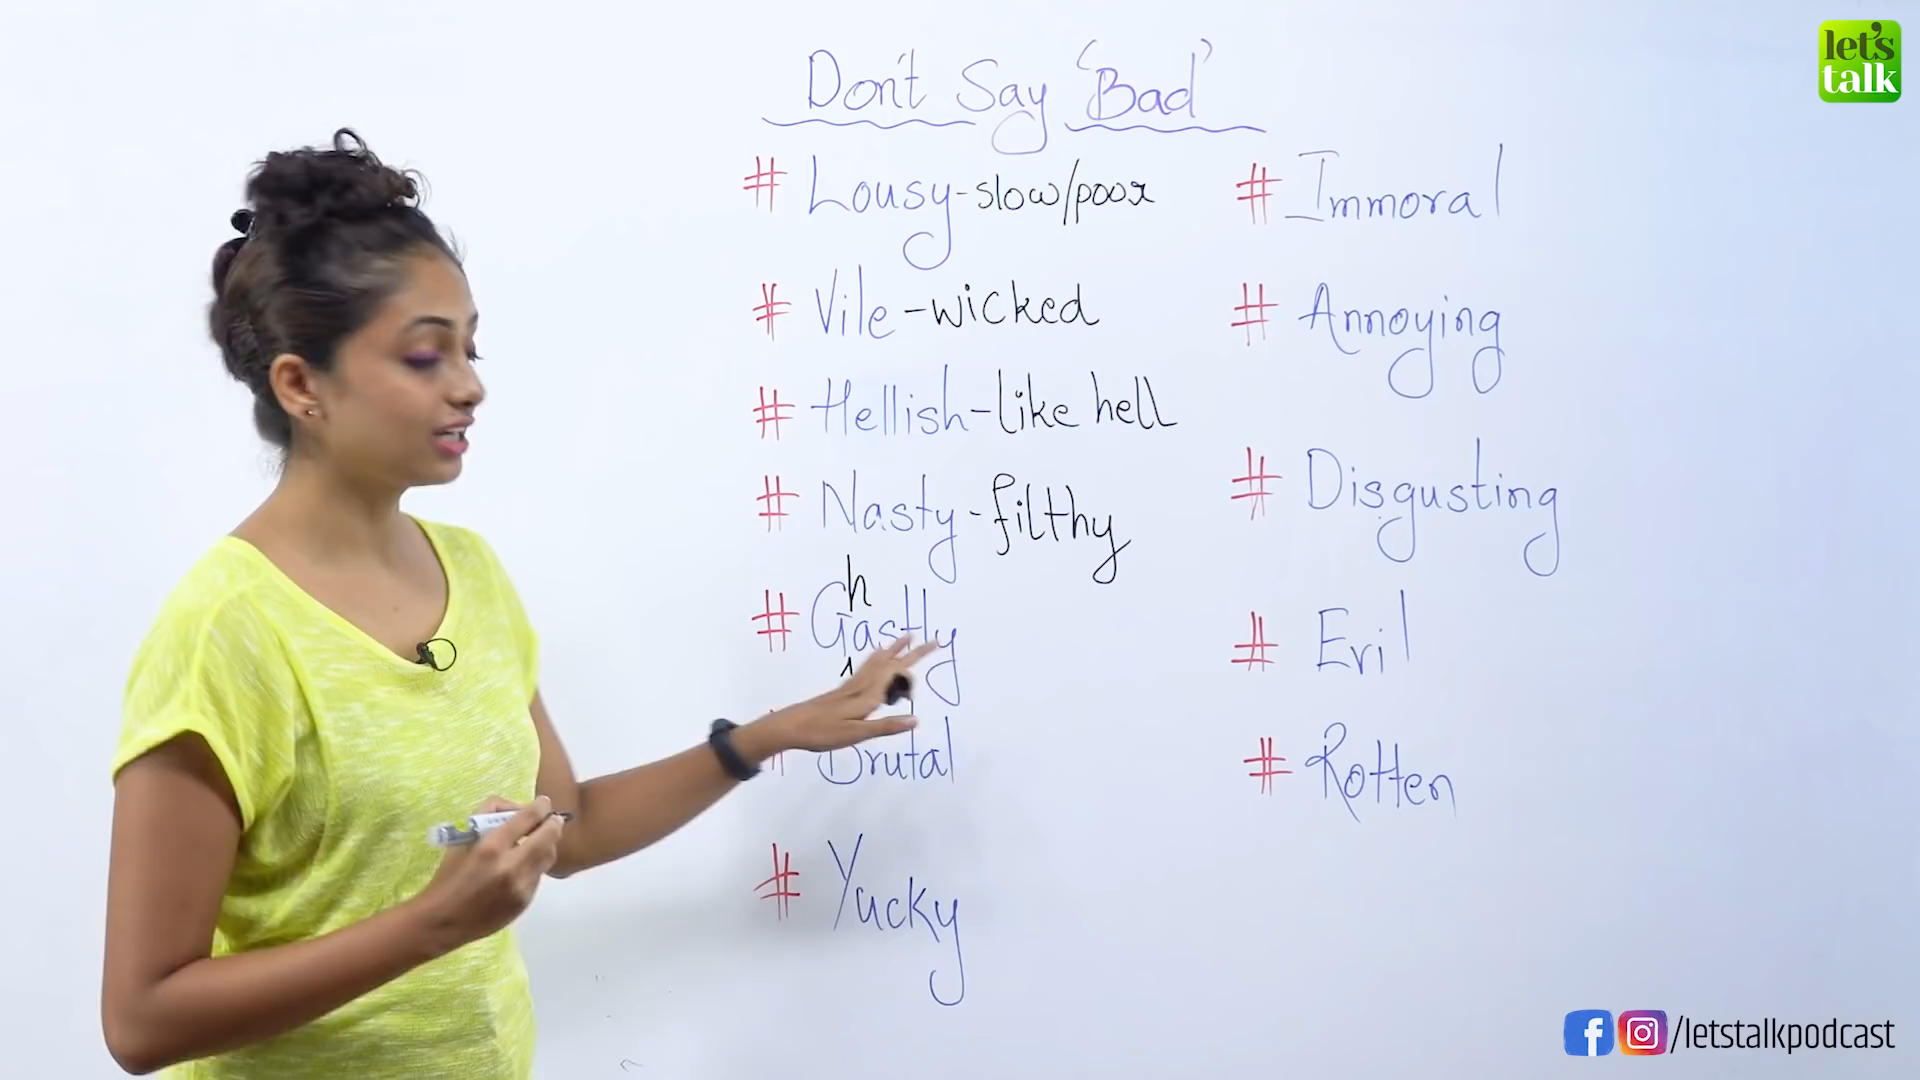 let's
talk
Don't Say 'Bad'
# Lousy-slow/poor
# Vile-wicked
# Hellish-like hell
# Nasty-filthy
# Ghastly
# Brutal
# Yucky
# Immoral
# Annoying
# Disgusting
# Evil
# Rotten
/letstalkpodcast